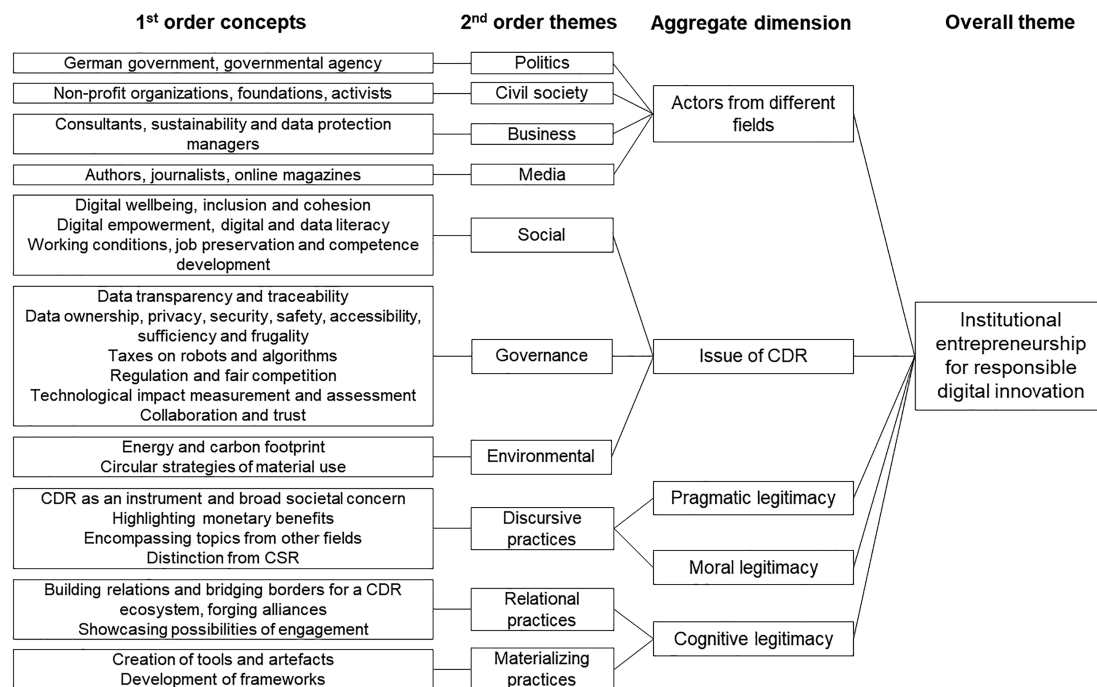 1st order concepts
2nd order themes
Aggregate dimension
Overall theme
German government, governmental agency
Politics
Non-profit organizations, foundations, activists
Civil society
Consultants, sustainability and data protection
managers
Business
Authors, journalists, online magazines
Media
Actors from different
fields
Digital wellbeing, inclusion and cohesion
Digital empowerment, digital and data literacy
Working conditions, job preservation and competence
development
Social
Data transparency and traceability
Data ownership, privacy, security, safety, accessibility,
sufficiency and frugality
Taxes on robots and algorithms
Regulation and fair competition
Technological impact measurement and assessment
Collaboration and trust
Governance
Energy and carbon footprint
Circular strategies of material use
Environmental
Issue of CDR
CDR as an instrument and broad societal concern
Highlighting monetary benefits
Encompassing topics from other fields
Distinction from CSR
Discursive
practices
Pragmatic legitimacy
Moral legitimacy
Building relations and bridging borders for a CDR
ecosystem, forging alliances
Showcasing possibilities of engagement
Relational
practices
Creation of tools and artefacts
Development of frameworks
Materializing
practices
Cognitive legitimacy
Institutional
entrepreneurship
for responsible
digital innovation